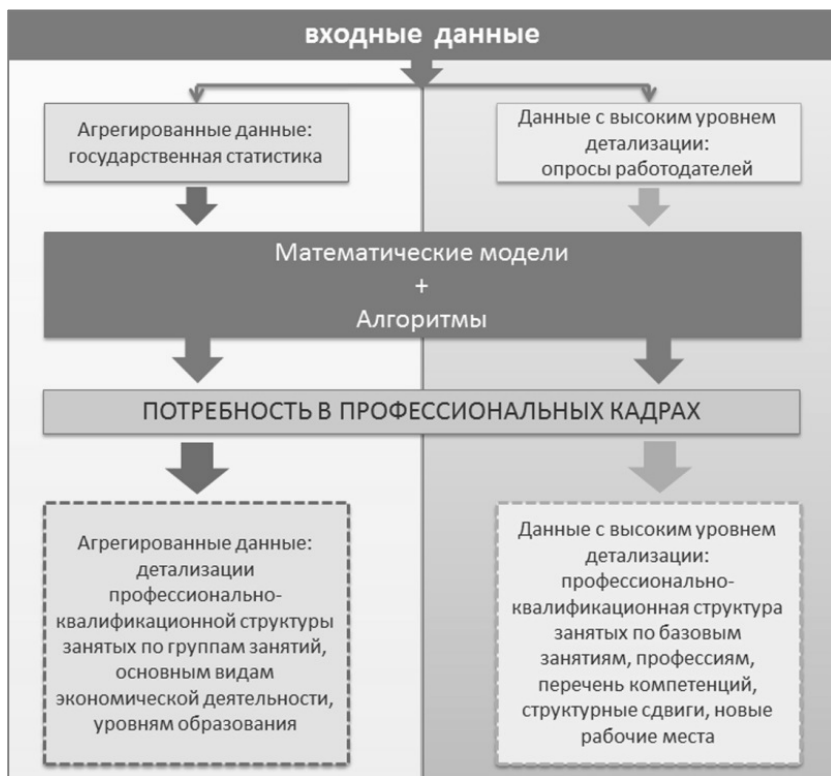 входные данные
Агрегированные данные:
государственная статистика
Данные с высоким уровнем
детализации:
опросы работодателей
Математические модели
+
Алгоритмы
ПОТРЕБНОСТЬ В ПРОФЕССИОНАЛЬНЫХ КАДРАХ
Агрегированные данные:
детализации
профессионально-
квалификационной структуры
занятых по группам занятий,
основным видам
экономической деятельности,
уровням образования
Данные с высоким уровнем
детализации:
профессионально-
квалификационная структура
занятых по базовым
занятиям, профессиям,
перечень компетенций,
структурные сдвиги, новые
рабочие места